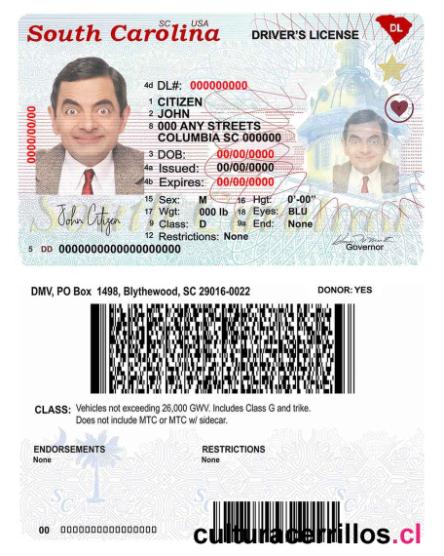 South Carolina SC USA DRIVER'S LICENSE DL
4d DL#: 000000000
1 CITIZEN
2 JOHN
8 000 ANY STREETS
COLUMBIA SC 000000
0000/00/00
3 DOB: 00/00/0000
4a Issued: 00/00/0000
4b Expires: 00/00/0000
15 Sex: M 16 Hgt: 0'-00"
17 Wgt: 000 lb 18 Eyes: BLU
9 Class: D 9a End: None
12 Restrictions: None
John Citizen
Governor
5 DD 0000000000000000000
DMV, PO Box 1498, Blythewood, SC 29016-0022 DONOR: YES
CLASS: Vehicles not exceeding 26,000 GWV. Includes Class G and trike.
Does not include MTC or MTC w/ sidecar.
ENDORSEMENTS RESTRICTIONS
None None
SC SC
00 0000000000000000
culturacerrillos.cl